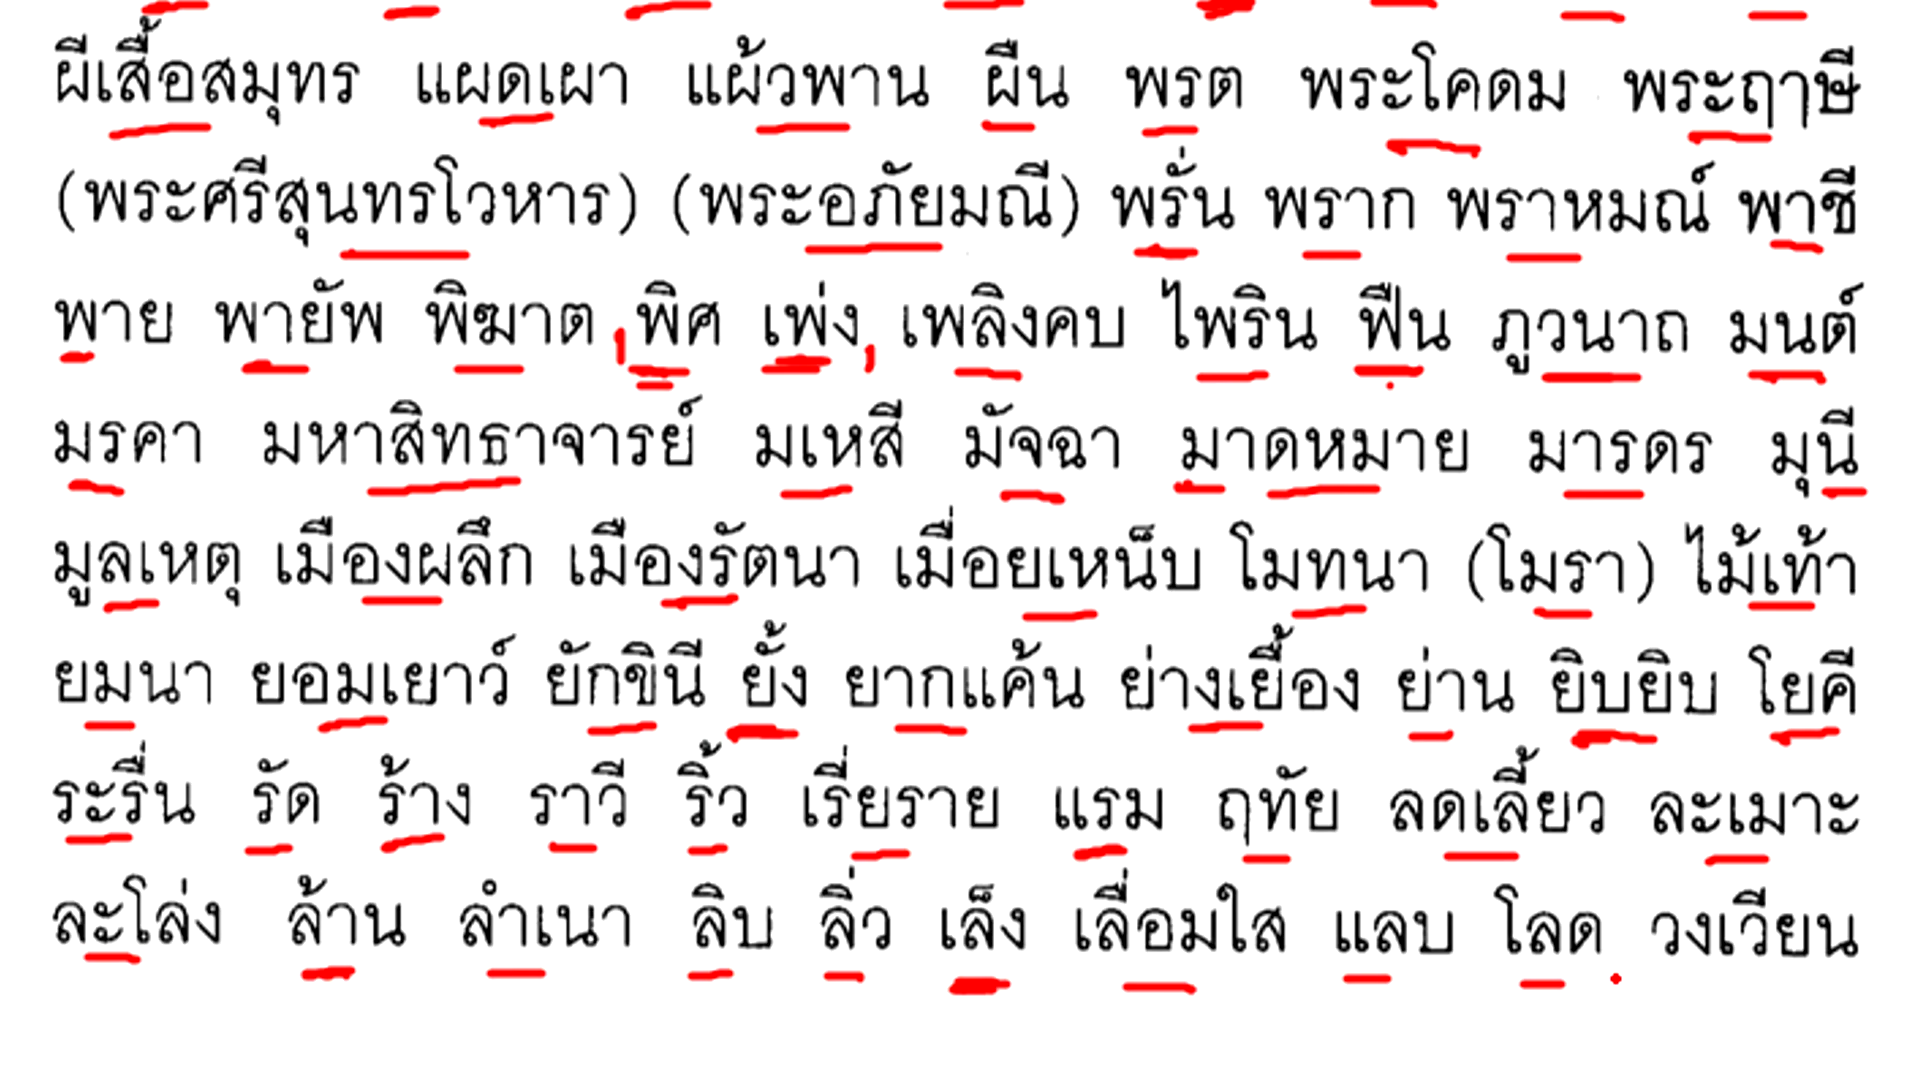 ผีเสื้อสมุทร แผดเผา แผ้วพาน ผืน พรต พระโคดม พระฤๅษี
(พระศรีสุนทรโวหาร) (พระอภัยมณี) พรั่น พราก พราหมณ์ พาชี
พาย พายัพ พิฆาต พิศ เพ่ง เพลิงคบ ไพริน ฟืน ภูวนาถ มนต์
มรคา มหาสิทธาจารย์ มเหสี มัจฉา มาดหมาย มารดร มุนี
มูลเหตุ เมืองผลึก เมืองรัตนา เมื่อยเหน็บ โมทนา (โมรา) ไม้เท้า
ยมนา ยอมเยาว์ ยักขินี ยั้ง ยากแค้น ย่างเยื้อง ย่าน ยิบยิบ โยคี
ระรื่น รัด ร้าง ราวี ริ้ว เรี่ยราย แรม ฤทัย ลดเลี้ยว ละเมาะ
ละโล่ง ล้าน ลำเนา ลิบ ลิ่ว เล็ง เลื่อมใส แลบ โลด วงเวียน